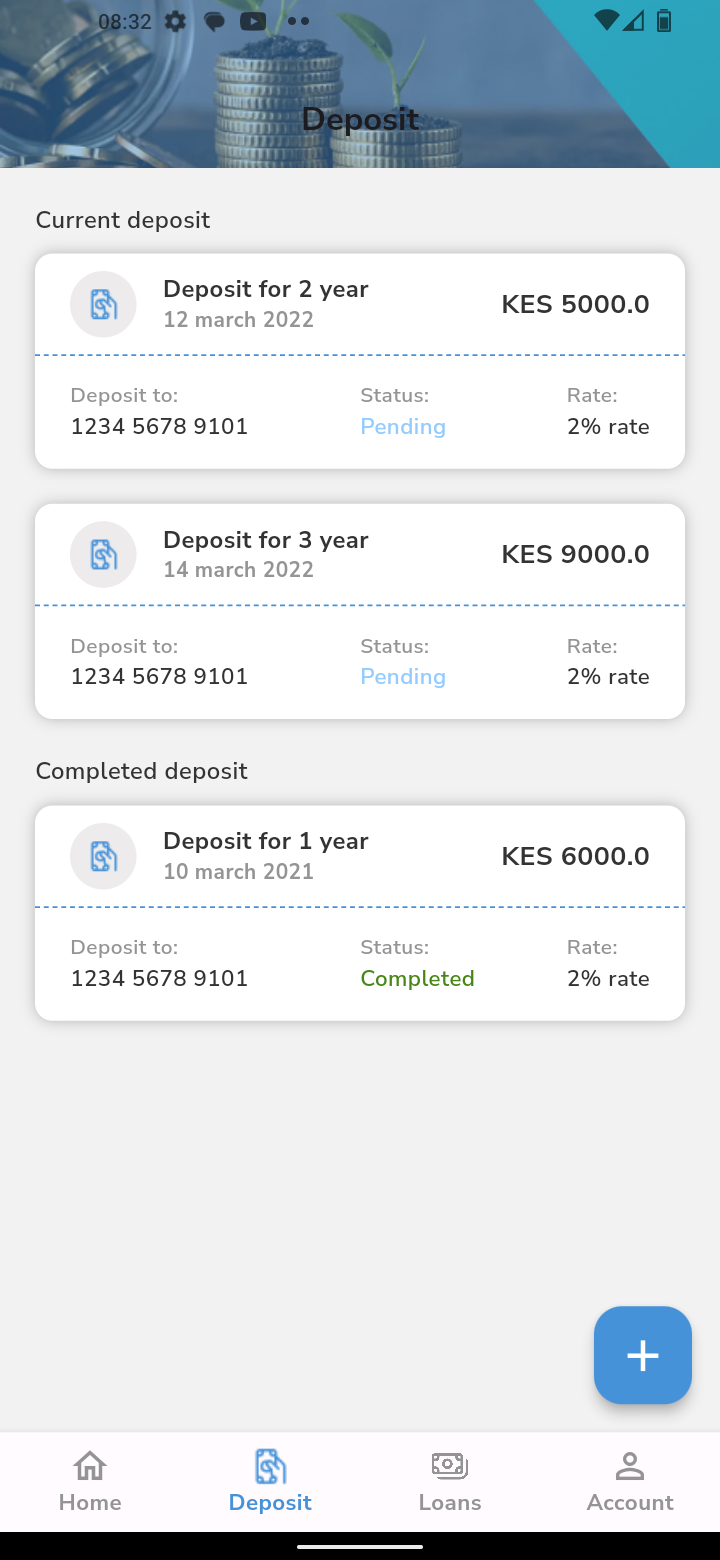 08:32
Deposit
Current deposit
Deposit for 2 year
12 march 2022
KES 5000.0
Deposit to:
Status:
Rate:
1234 5678 9101
Pending
2% rate
Deposit for 3 year
14 march 2022
KES 9000.0
Deposit to:
Status:
Rate:
1234 5678 9101
Pending
2% rate
Completed deposit
Deposit for 1 year
10 march 2021
KES 6000.0
Deposit to:
Status:
Rate:
1234 5678 9101
Completed
2% rate
Home
Deposit
Loans
Account